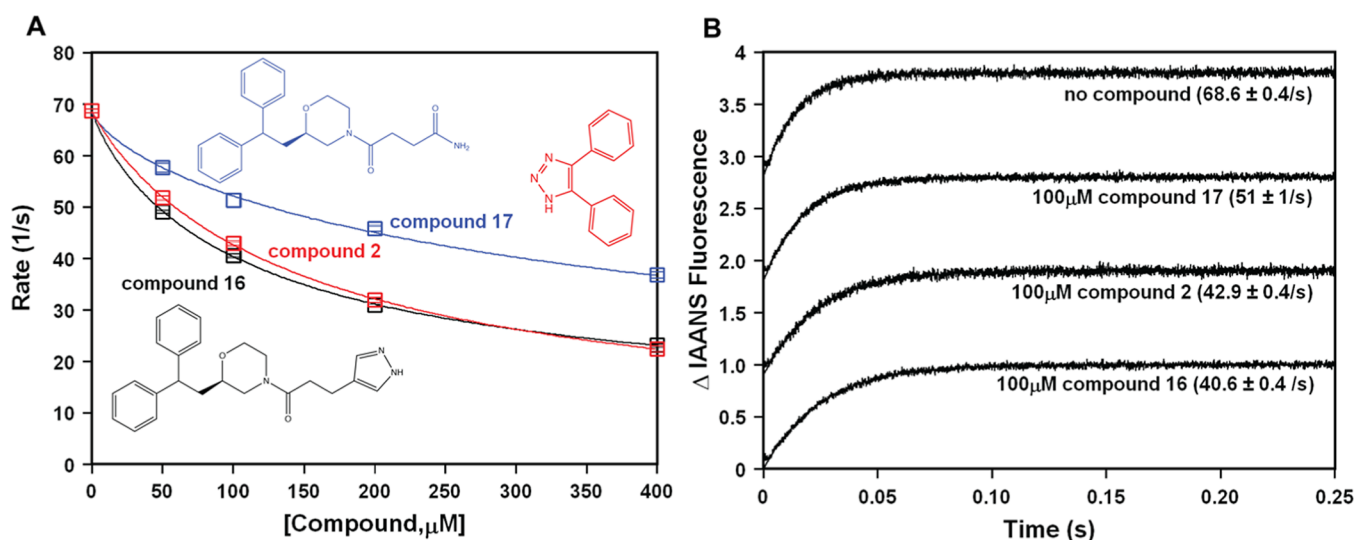 A
80
70
60
50
40
30
20
10
0
Rate (1/s)
0
50
100
150
200
250
300
350
400
[Compound,μM]
O
N
O
O
NH₂
N
N
N
H
compound 17
compound 2
compound 16
O
N
O
N
NH
B
4
3.5
3.0
2.5
2.0
1.5
1.0
0.5
0
Δ IAANS Fluorescence
no compound (68.6 ± 0.4/s)
100μM compound 17 (51 ± 1/s)
100μM compound 2 (42.9 ± 0.4/s)
100μM compound 16 (40.6 ± 0.4 /s)
0
0.05
0.10
0.15
0.20
0.25
Time (s)